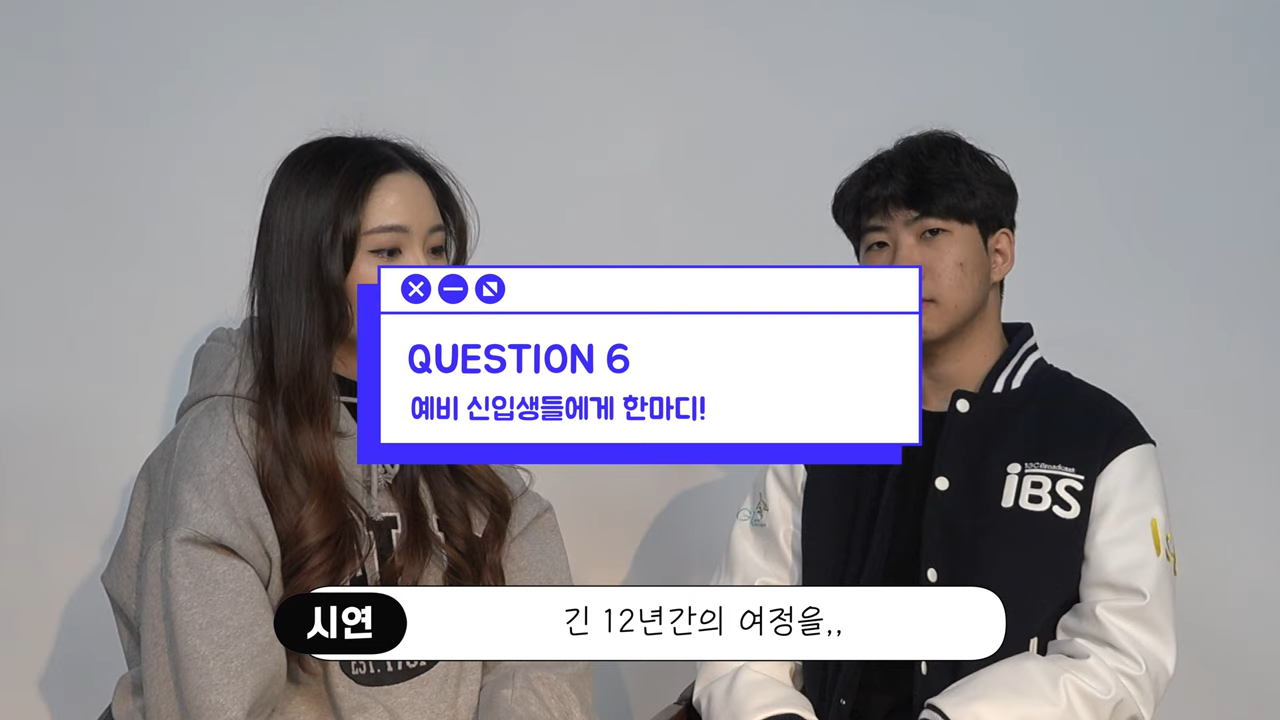 QUESTION 6
예비 신입생들에게 한마디!
iBS
시연
긴 12년간의 여정을,,